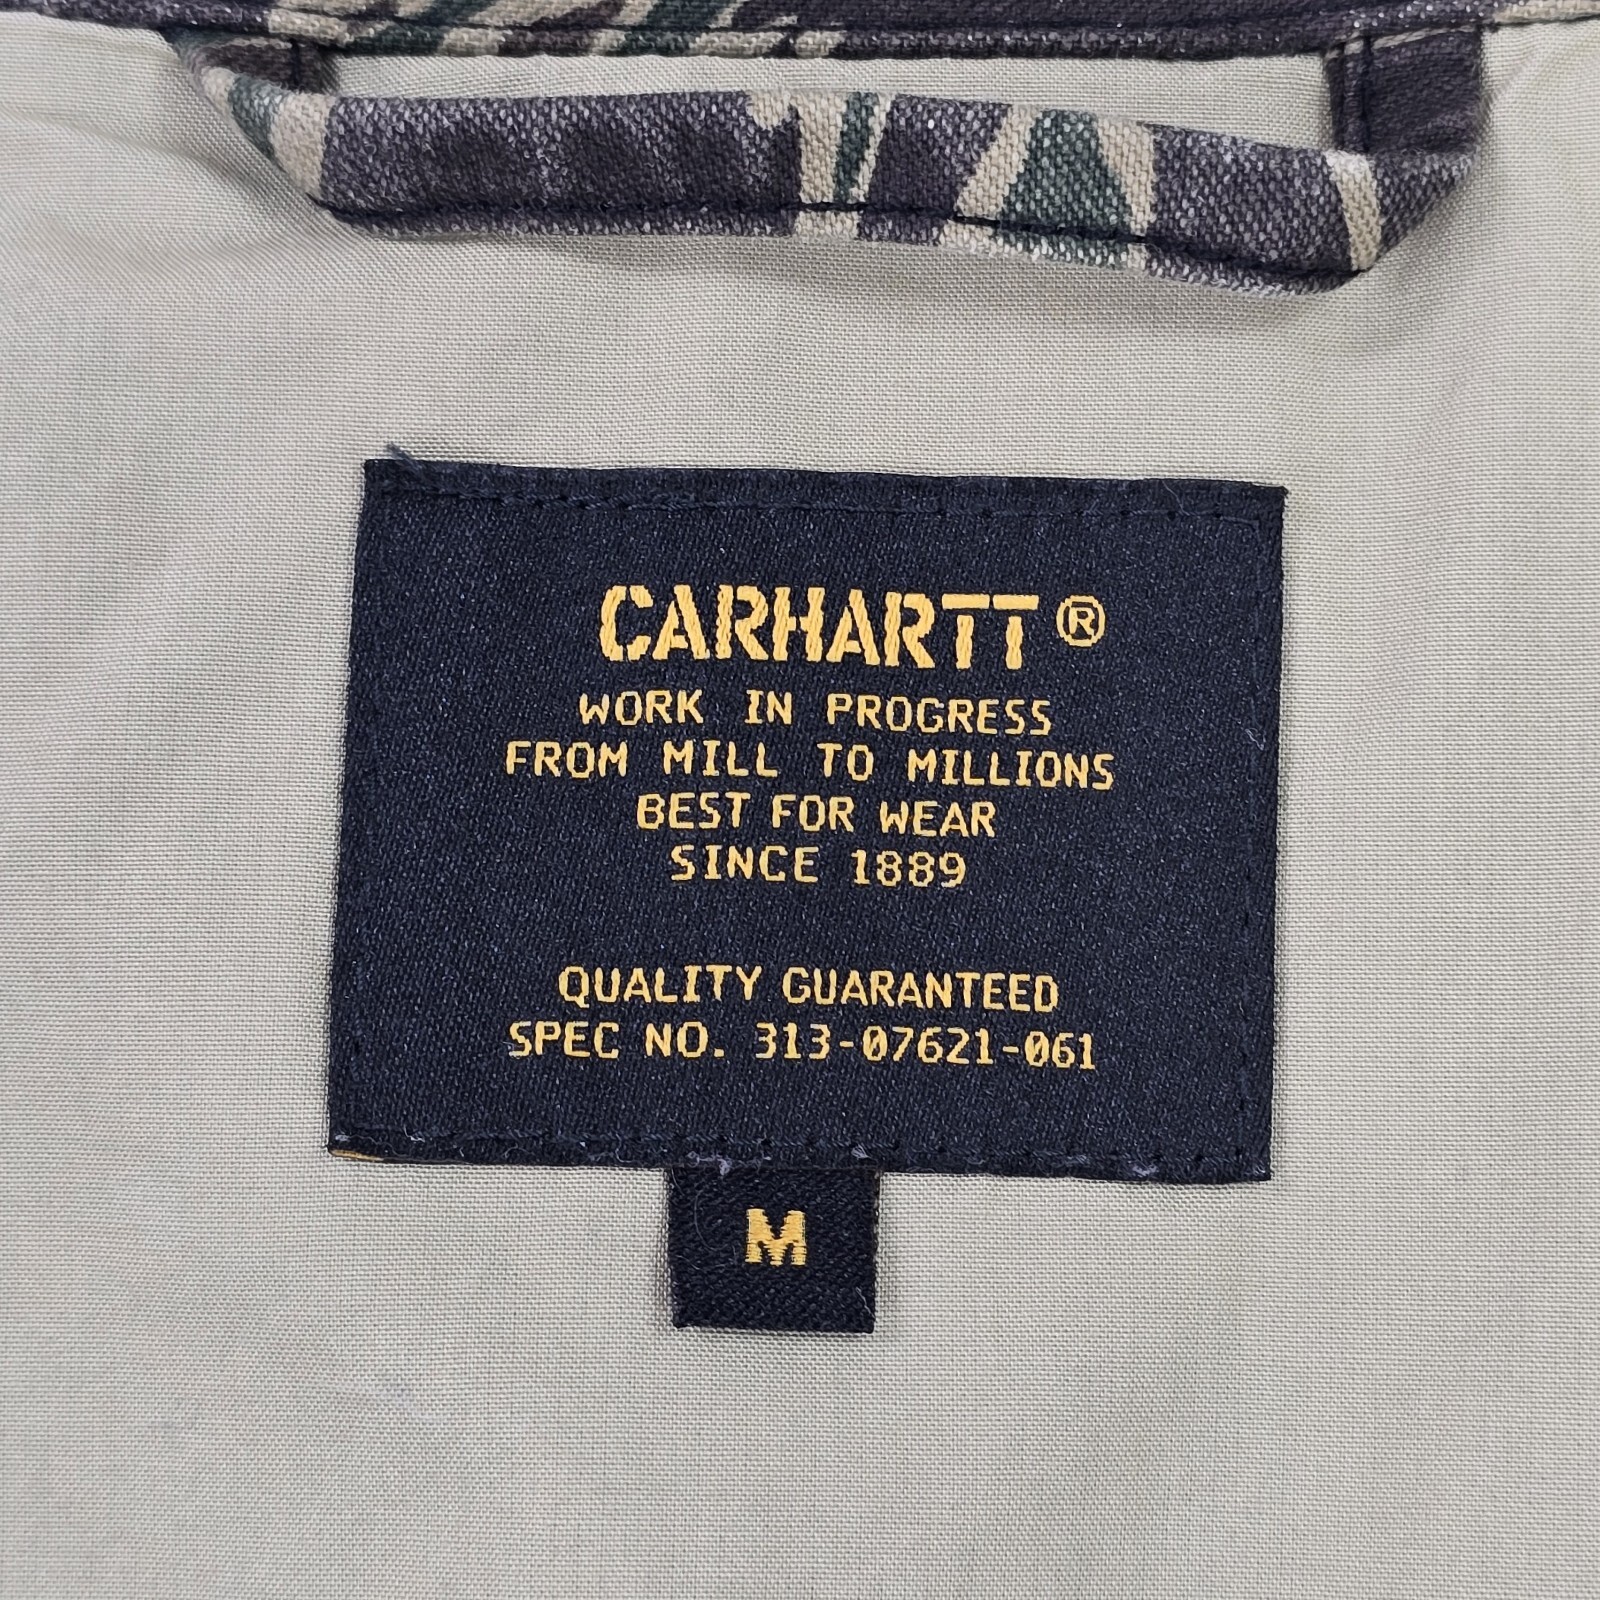 CARHARTT®
WORK IN PROGRESS
FROM MILL TO MILLIONS
BEST FOR WEAR
SINCE 1889
QUALITY GUARANTEED
SPEC NO. 313-07621-061
M